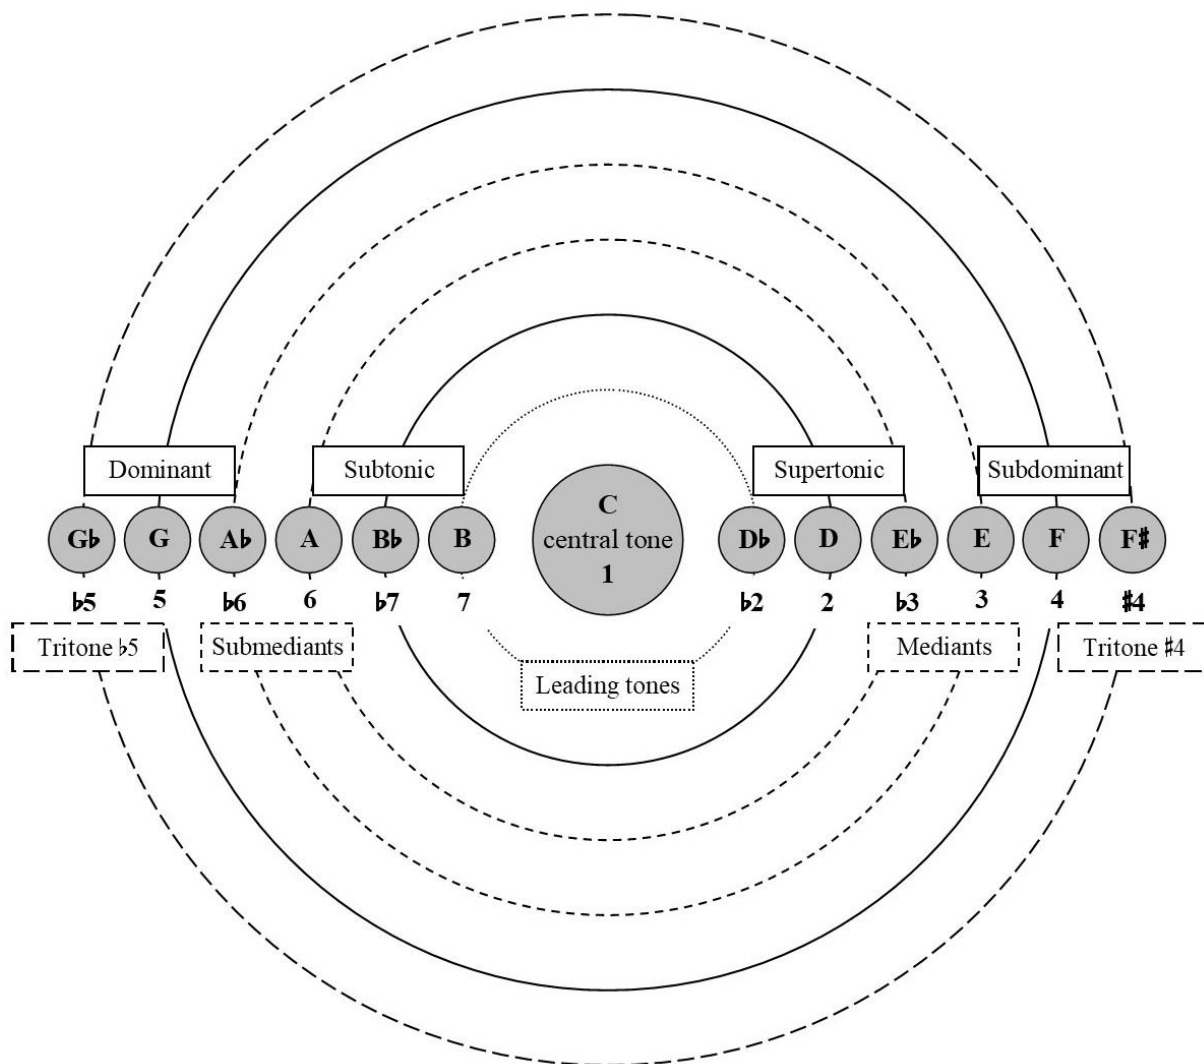 Dominant Subtonic Supertonic Subdominant
G♭ G A♭ A B♭ B C D♭ D E♭ E F F♯
central tone
♭5 5 ♭6 6 ♭7 7 1 ♭2 2 ♭3 3 4 ♯4
Tritone ♭5 Submediants Mediants Tritone ♯4
Leading tones